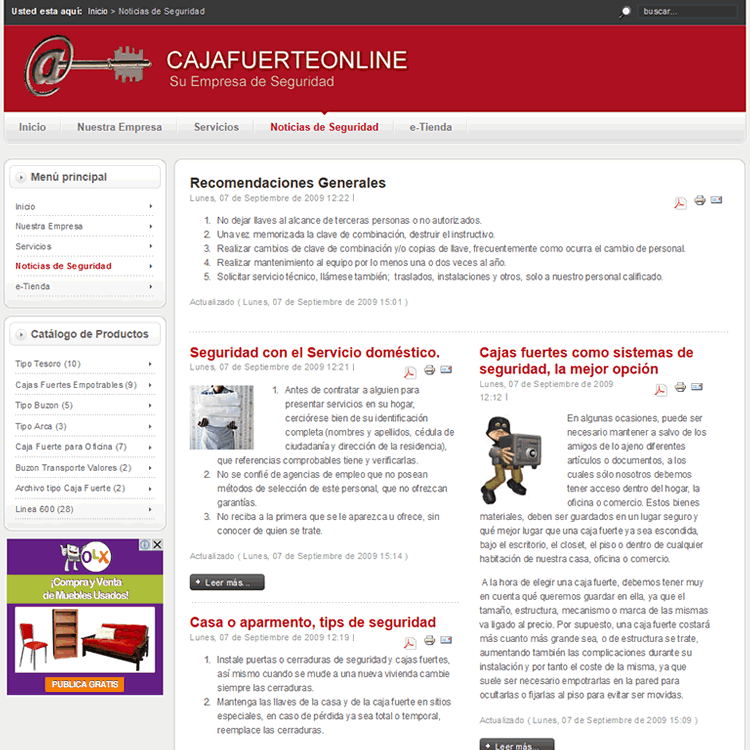 Usted esta aquí: Inicio > Noticias de Seguridad
buscar...
CAJAFUERTEONLINE
Su Empresa de Seguridad
Inicio
Nuestra Empresa
Servicios
Noticias de Seguridad
e-Tienda
Menú principal
Inicio
Nuestra Empresa
Servicios
Noticias de Seguridad
e-Tienda
Catálogo de Productos
Tipo Tesoro (10)
Cajas Fuertes Empotrables (9)
Tipo Buzon (5)
Tipo Arca (3)
Caja Fuerte para Oficina (7)
Buzon Transporte Valores (2)
Archivo tipo Caja Fuerte (2)
Linea 600 (28)
OLX
¡Compra y Venta
de Muebles Usados!
PUBLICA GRATIS
Recomendaciones Generales
Lunes, 07 de Septiembre de 2009 12:22 |
1. No dejar llaves al alcance de terceras personas o no autorizados.
2. Una vez memorizada la clave de combinación, destruir el instructivo.
3. Realizar cambios de clave de combinación y/o copias de llave, frecuentemente como ocurra el cambio de personal.
4. Realizar mantenimiento al equipo por lo menos una o dos veces al año.
5. Solicitar servicio técnico, llámese también; traslados, instalaciones y otros, solo a nuestro personal calificado.
Actualizado ( Lunes, 07 de Septiembre de 2009 15:01 )
Seguridad con el Servicio doméstico.
Lunes, 07 de Septiembre de 2009 12:21 |
1. Antes de contratar a alguien para
presentar servicios en su hogar,
cerciórese bien de su identificación
completa (nombres y apellidos, cédula de
ciudadanía y dirección de la residencia),
que referencias comprobables tiene y verificarlas.
2. No se confié de agencias de empleo que no posean
métodos de selección de este personal, que no ofrezcan
garantías.
3. No reciba a la primera que se le aparezca u ofrece, sin
conocer de quien se trate.
Actualizado ( Lunes, 07 de Septiembre de 2009 15:14 )
Leer más...
Casa o aparmento, tips de seguridad
Lunes, 07 de Septiembre de 2009 12:19 |
1. Instale puertas o cerraduras de seguridad y cajas fuertes,
así mismo cuando se mude a una nueva vivienda cambie
siempre las cerraduras.
2. Mantenga las llaves de la casa y de la caja fuerte en sitios
especiales, en caso de pérdida ya sea total o temporal,
reemplace las cerraduras.
Cajas fuertes como sistemas de
seguridad, la mejor opción
Lunes, 07 de Septiembre de 2009
12:12 |
En algunas ocasiones, puede ser
necesario mantener a salvo de los
amigos de lo ajeno diferentes
artículos o documentos, a los
cuales sólo nosotros debemos
tener acceso dentro del hogar, la
oficina o comercio. Estos bienes
materiales, deben ser guardados en un lugar seguro y
qué mejor lugar que una caja fuerte ya sea escondida,
bajo el escritorio, el closet, el piso o dentro de cualquier
habitación de nuestra casa, oficina o comercio.
A la hora de elegir una caja fuerte, debemos tener muy
en cuenta qué queremos guardar en ella, ya que el
tamaño, estructura, mecanismo o marca de las mismas
va ligado al precio. Por supuesto, una caja fuerte costará
más cuanto más grande sea, o de estructura se trate,
aumentando también las complicaciones durante su
instalación y por tanto el coste de la misma, ya que
suele ser necesario empotrarlas en la pared para
ocultarlas o fijarlas al piso para evitar ser movidas.
Actualizado ( Lunes, 07 de Septiembre de 2009 15:09 )
Leer más...